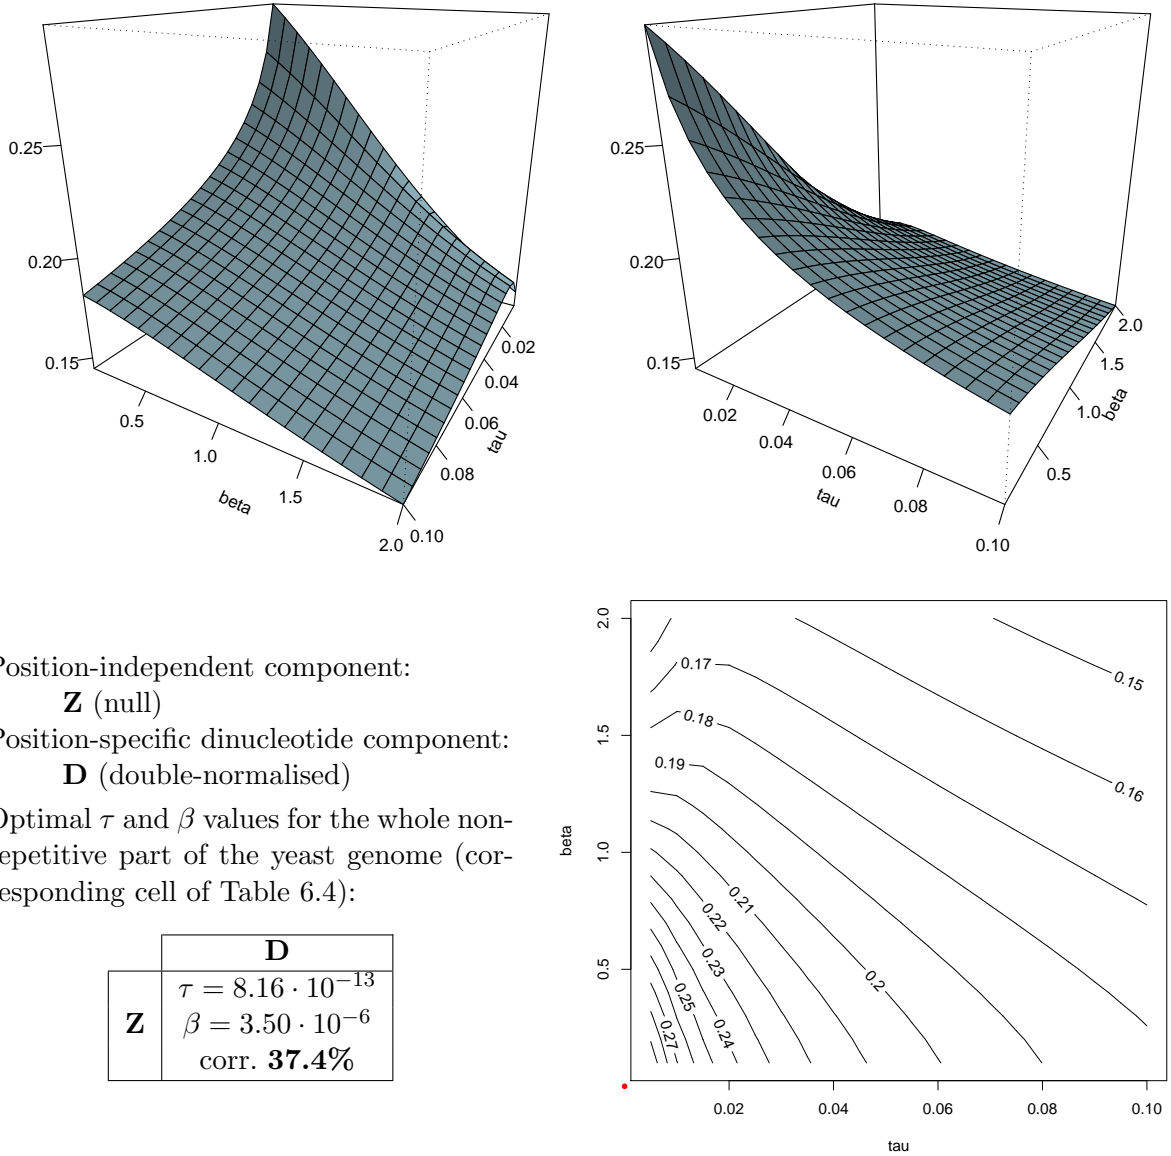 0.25
0.20
0.15
0.5
1.0
1.5
2.0
beta
0.02
0.04
0.06
0.08
0.10
tau
0.25
0.20
0.15
0.02
0.04
0.06
0.08
0.10
tau
2.0
1.5
1.0
0.5
beta
Position-independent component:
Z (null)
Position-specific dinucleotide component:
D (double-normalised)
Optimal τ and β values for the whole non-
repetitive part of the yeast genome (cor-
responding cell of Table 6.4):
D
Z
τ = 8.16 · 10⁻¹³
β = 3.50 · 10⁻⁶
corr. 37.4%
2.0
1.5
1.0
0.5
beta
0.17
0.18
0.19
0.21
0.22
0.23
0.25
0.24
0.27
0.2
0.15
0.16
0.02
0.04
0.06
0.08
0.10
tau